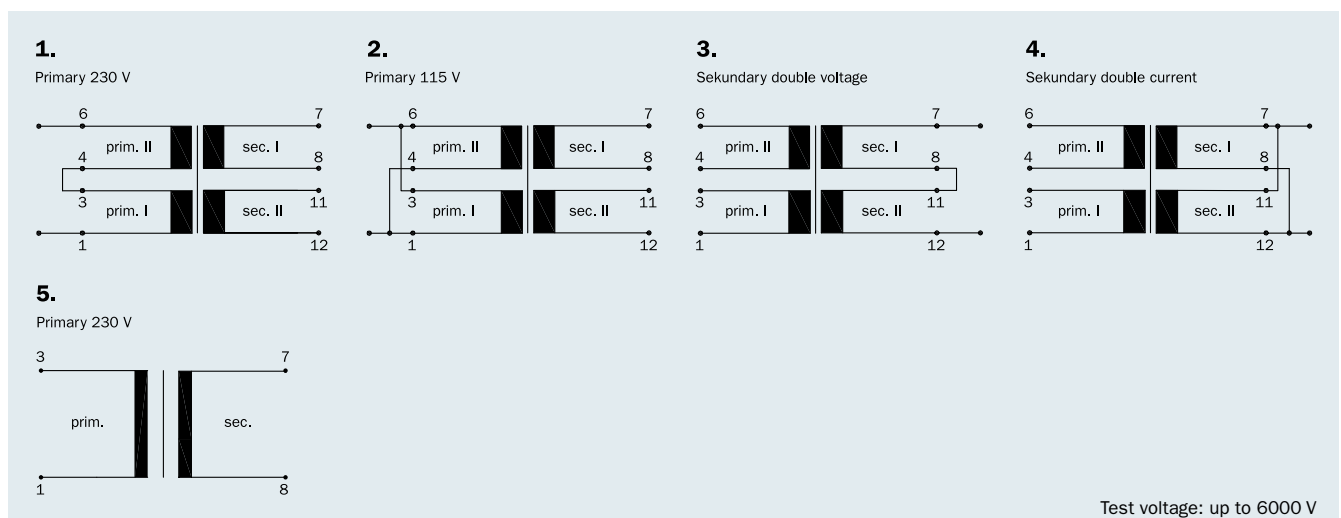 1.
Primary 230 V
6
7
prim. II
sec. I
4
8
3
11
prim. I
sec. II
1
12
2.
Primary 115 V
6
7
prim. II
sec. I
4
8
3
11
prim. I
sec. II
1
12
3.
Sekundary double voltage
6
7
prim. II
sec. I
4
8
3
11
prim. I
sec. II
1
12
4.
Sekundary double current
6
7
prim. II
sec. I
4
8
3
11
prim. I
sec. II
1
12
5.
Primary 230 V
3
7
prim.
sec.
1
8
Test voltage: up to 6000 V